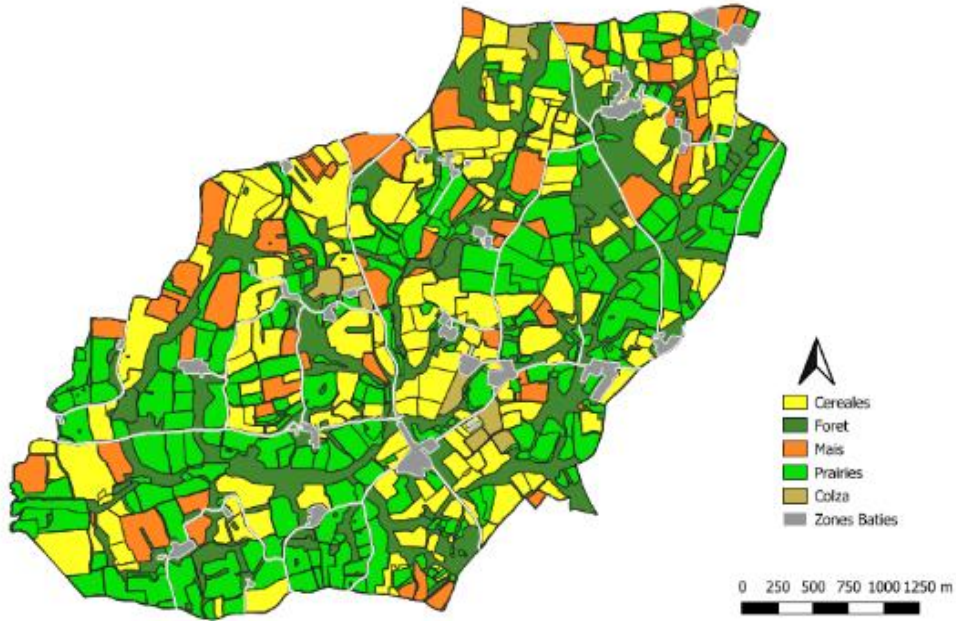 Cereales
Foret
Mais
Prairies
Colza
Zones Baties
0 250 500 750 1000 1250 m